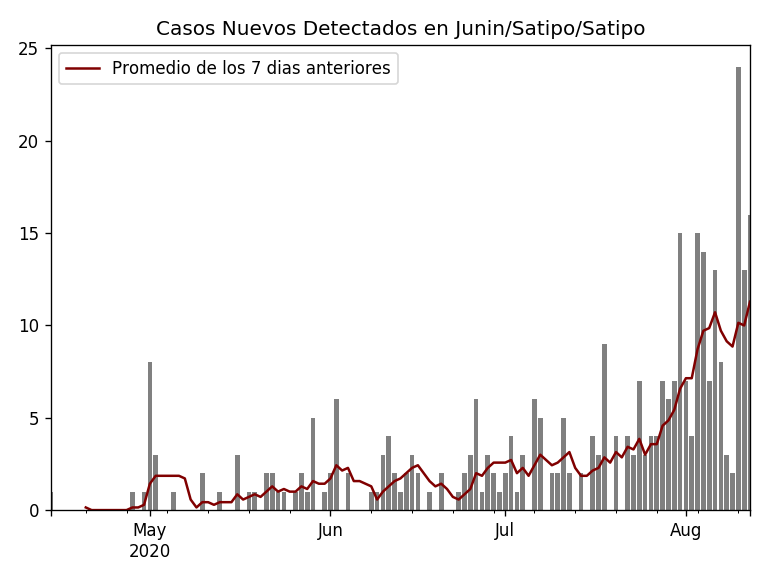 Casos Nuevos Detectados en Junin/Satipo/Satipo
Promedio de los 7 dias anteriores
25
20
15
10
5
0
May
2020
Jun
Jul
Aug